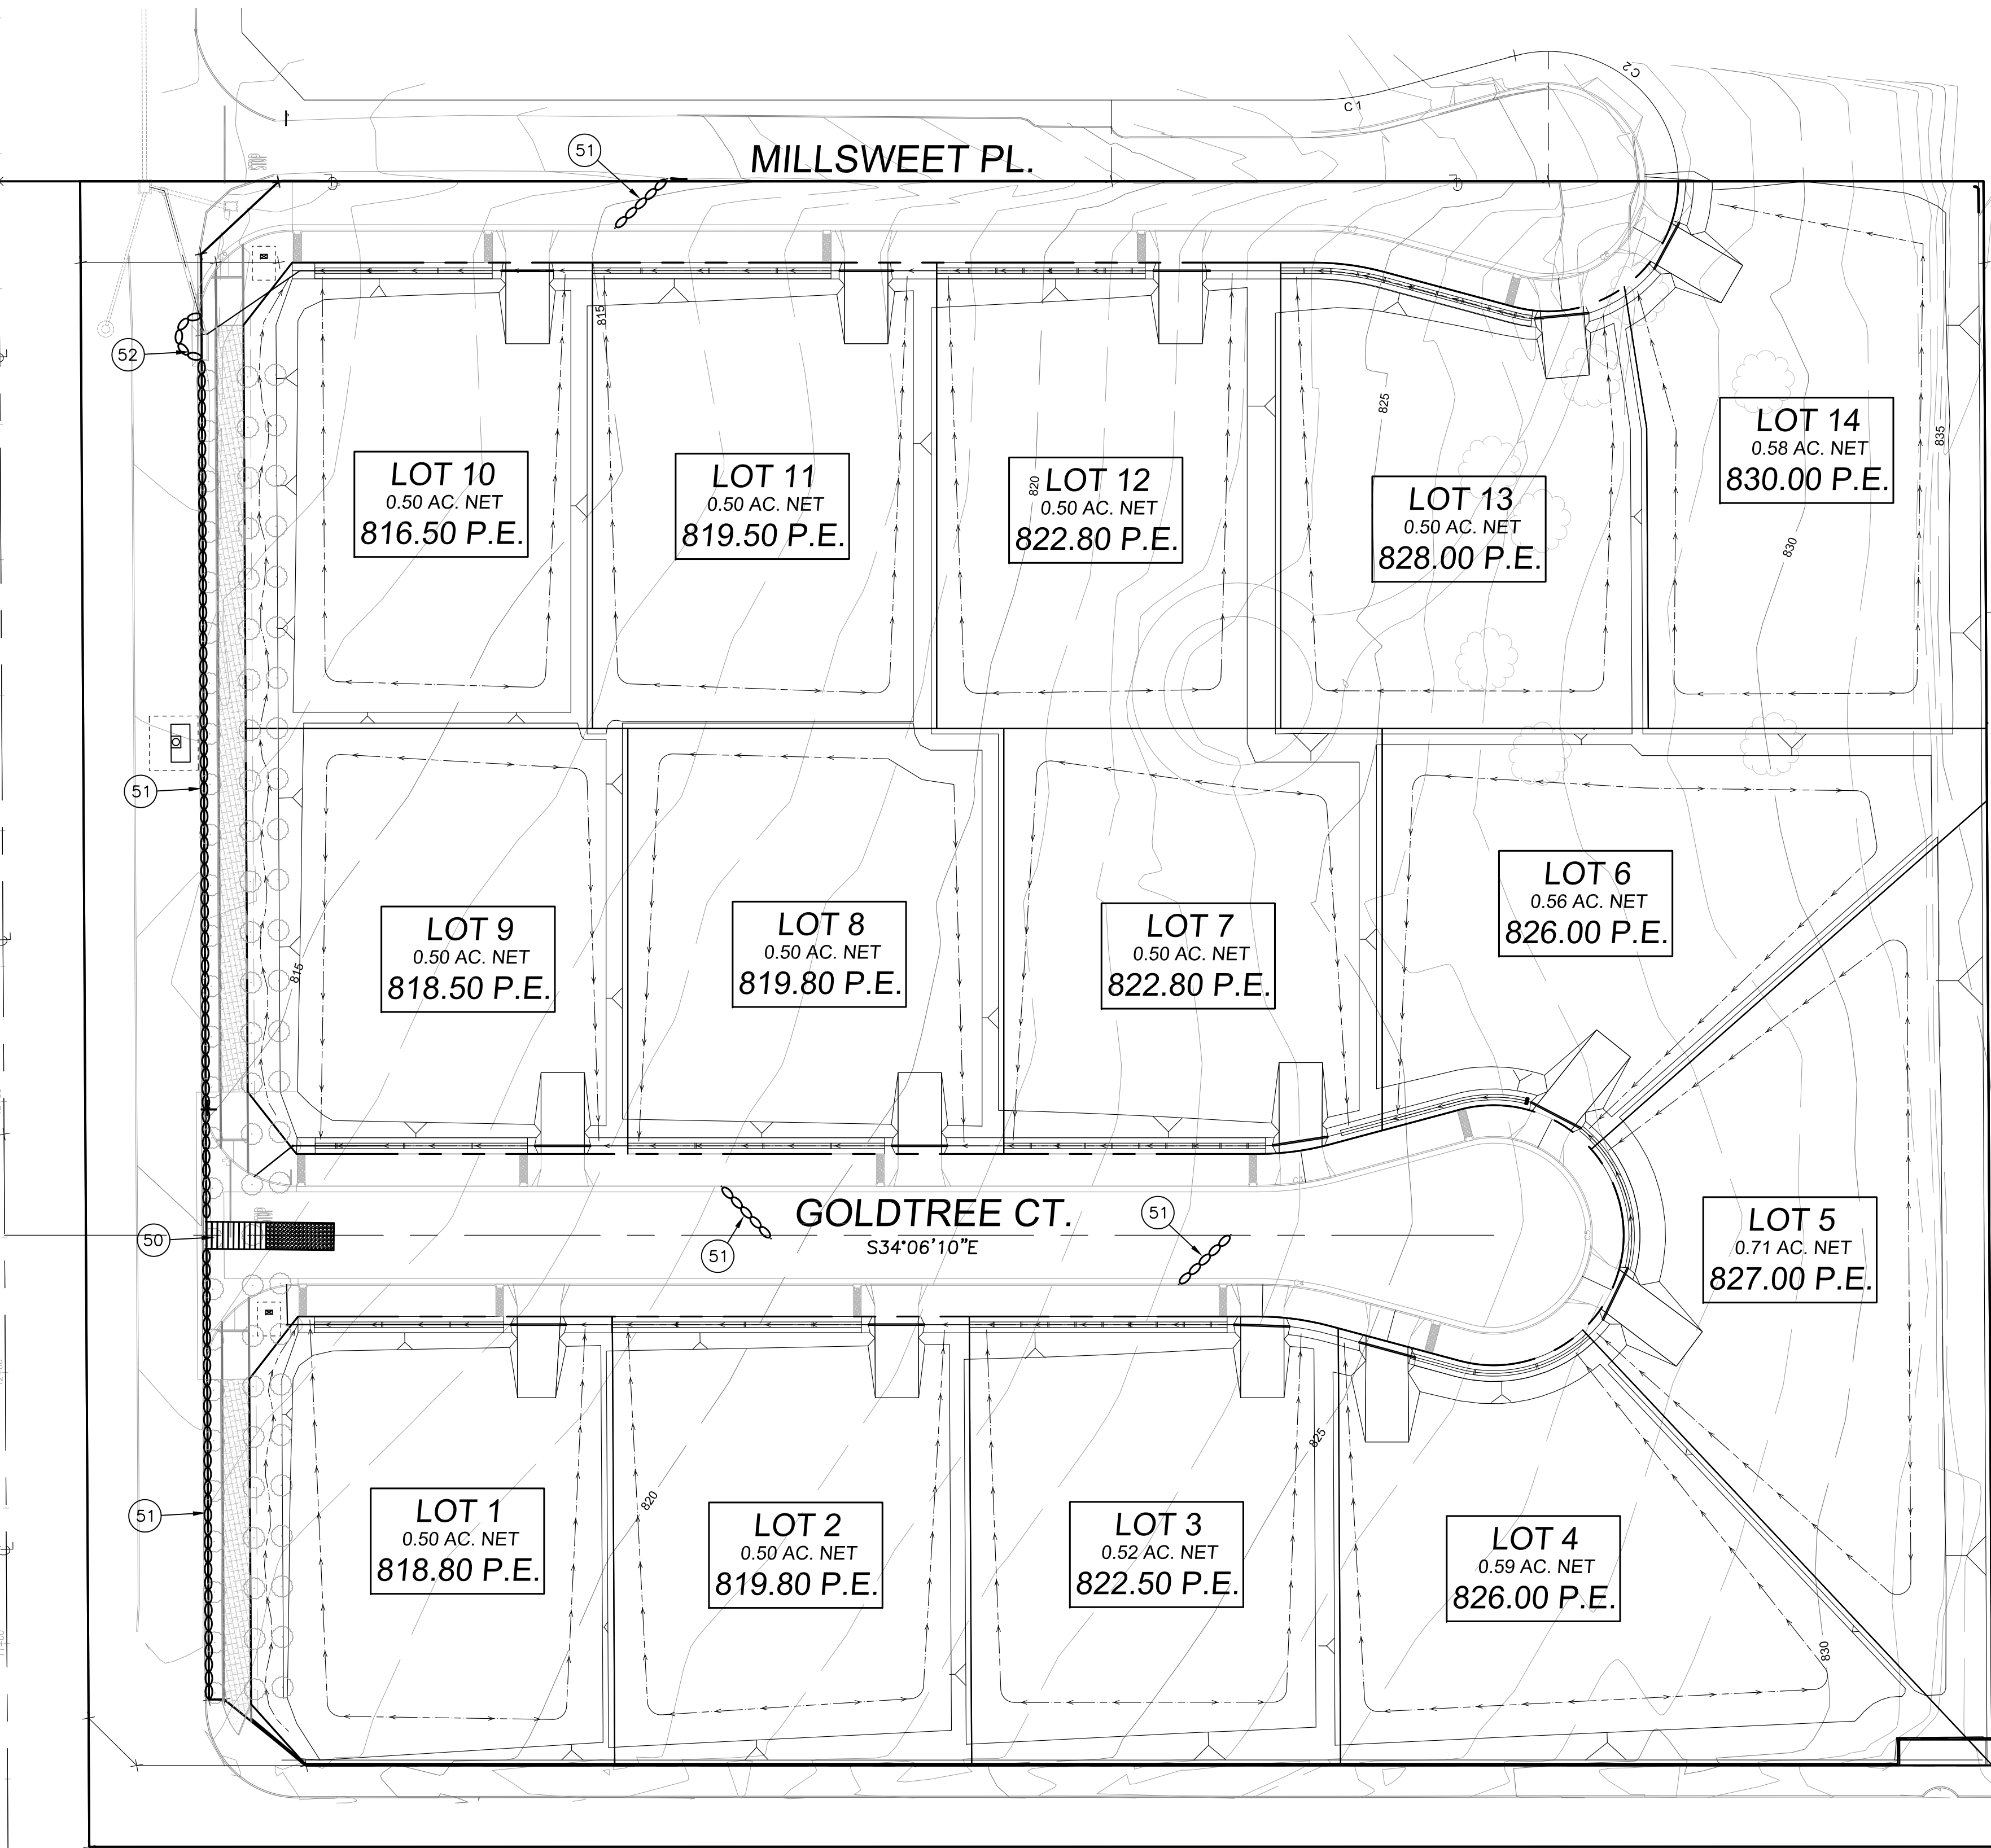 C2
C1
51
MILLSWEET PL.
815
52
825
LOT 10
0.50 AC. NET
816.50 P.E.
LOT 11
0.50 AC. NET
819.50 P.E.
820
LOT 12
0.50 AC. NET
822.80 P.E.
LOT 13
0.50 AC. NET
828.00 P.E.
LOT 14
0.58 AC. NET
830.00 P.E.
835
830
51
LOT 9
0.50 AC. NET
818.50 P.E.
815
LOT 8
0.50 AC. NET
819.80 P.E.
LOT 7
0.50 AC. NET
822.80 P.E.
LOT 6
0.56 AC. NET
826.00 P.E.
50
51
GOLDTREE CT.
S34°06'10"E
51
LOT 5
0.71 AC. NET
827.00 P.E.
51
LOT 1
0.50 AC. NET
818.80 P.E.
820
LOT 2
0.50 AC. NET
819.80 P.E.
LOT 3
0.52 AC. NET
822.50 P.E.
825
LOT 4
0.59 AC. NET
826.00 P.E.
830